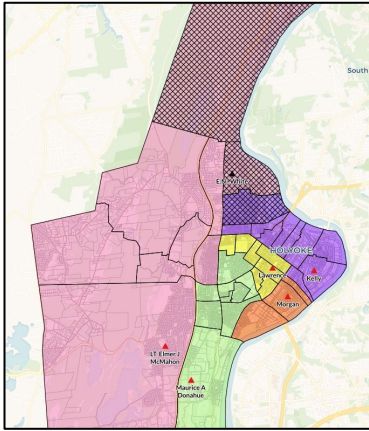 South
E.N. White
HOLYOKE
Lawrence
Kelly
Morgan
LT Elmer J
McMahon
Maurice A
Donahue